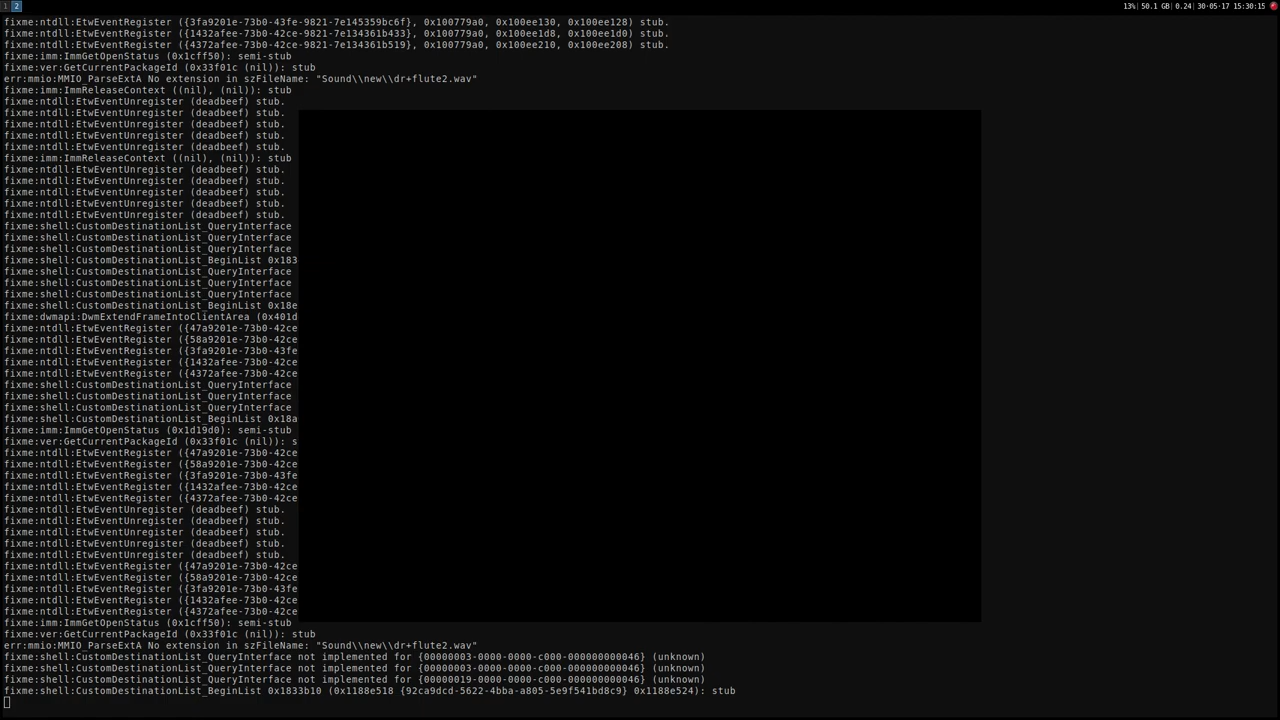 1 2 13% 50.1 GB 0.24 30-05-17 15:30:15
fixme:ntdll:EtwEventRegister ({3fa9201e-73b0-43fe-9821-7e145359bc6f}, 0x100779a0, 0x100ee130, 0x100ee128) stub.
fixme:ntdll:EtwEventRegister ({1432afee-73b0-42ce-9821-7e134361b433}, 0x100779a0, 0x100ee1d8, 0x100ee1d0) stub.
fixme:ntdll:EtwEventRegister ({4372afee-73b0-42ce-9821-7e134361b519}, 0x100779a0, 0x100ee210, 0x100ee208) stub.
fixme:imm:ImmGetOpenStatus (0x1cff50): semi-stub
fixme:ver:GetCurrentPackageId (0x33f01c (nil)): stub
err:mmio:MMIO_ParseExtA No extension in szFileName: "Sound\\new\\dr+flute2.wav"
fixme:imm:ImmReleaseContext ((nil), (nil)): stub
fixme:ntdll:EtwEventUnregister (deadbeef) stub.
fixme:ntdll:EtwEventUnregister (deadbeef) stub.
fixme:ntdll:EtwEventUnregister (deadbeef) stub.
fixme:ntdll:EtwEventUnregister (deadbeef) stub.
fixme:ntdll:EtwEventUnregister (deadbeef) stub.
fixme:imm:ImmReleaseContext ((nil), (nil)): stub
fixme:ntdll:EtwEventUnregister (deadbeef) stub.
fixme:ntdll:EtwEventUnregister (deadbeef) stub.
fixme:ntdll:EtwEventUnregister (deadbeef) stub.
fixme:ntdll:EtwEventUnregister (deadbeef) stub.
fixme:ntdll:EtwEventUnregister (deadbeef) stub.
fixme:shell:CustomDestinationList_QueryInterface
fixme:shell:CustomDestinationList_QueryInterface
fixme:shell:CustomDestinationList_QueryInterface
fixme:shell:CustomDestinationList_BeginList 0x183
fixme:shell:CustomDestinationList_QueryInterface
fixme:shell:CustomDestinationList_QueryInterface
fixme:shell:CustomDestinationList_QueryInterface
fixme:shell:CustomDestinationList_BeginList 0x18e
fixme:dwmapi:DwmExtendFrameIntoClientArea (0x401d
fixme:ntdll:EtwEventRegister ({47a9201e-73b0-42ce
fixme:ntdll:EtwEventRegister ({58a9201e-73b0-42ce
fixme:ntdll:EtwEventRegister ({3fa9201e-73b0-43fe
fixme:ntdll:EtwEventRegister ({1432afee-73b0-42ce
fixme:ntdll:EtwEventRegister ({4372afee-73b0-42ce
fixme:shell:CustomDestinationList_QueryInterface
fixme:shell:CustomDestinationList_QueryInterface
fixme:shell:CustomDestinationList_QueryInterface
fixme:shell:CustomDestinationList_BeginList 0x18a
fixme:imm:ImmGetOpenStatus (0x1d19d0): semi-stub
fixme:ver:GetCurrentPackageId (0x33f01c (nil)): s
fixme:ntdll:EtwEventRegister ({47a9201e-73b0-42ce
fixme:ntdll:EtwEventRegister ({58a9201e-73b0-42ce
fixme:ntdll:EtwEventRegister ({3fa9201e-73b0-43fe
fixme:ntdll:EtwEventRegister ({1432afee-73b0-42ce
fixme:ntdll:EtwEventRegister ({4372afee-73b0-42ce
fixme:ntdll:EtwEventUnregister (deadbeef) stub.
fixme:ntdll:EtwEventUnregister (deadbeef) stub.
fixme:ntdll:EtwEventUnregister (deadbeef) stub.
fixme:ntdll:EtwEventUnregister (deadbeef) stub.
fixme:ntdll:EtwEventUnregister (deadbeef) stub.
fixme:ntdll:EtwEventRegister ({47a9201e-73b0-42ce
fixme:ntdll:EtwEventRegister ({58a9201e-73b0-42ce
fixme:ntdll:EtwEventRegister ({3fa9201e-73b0-43fe
fixme:ntdll:EtwEventRegister ({1432afee-73b0-42ce
fixme:ntdll:EtwEventRegister ({4372afee-73b0-42ce
fixme:imm:ImmGetOpenStatus (0x1cff50): semi-stub
fixme:ver:GetCurrentPackageId (0x33f01c (nil)): stub
err:mmio:MMIO_ParseExtA No extension in szFileName: "Sound\\new\\dr+flute2.wav"
fixme:shell:CustomDestinationList_QueryInterface not implemented for {00000003-0000-0000-c000-000000000046} (unknown)
fixme:shell:CustomDestinationList_QueryInterface not implemented for {00000003-0000-0000-c000-000000000046} (unknown)
fixme:shell:CustomDestinationList_QueryInterface not implemented for {00000019-0000-0000-c000-000000000046} (unknown)
fixme:shell:CustomDestinationList_BeginList 0x1833b10 (0x1188e518 {92ca9dcd-5622-4bba-a805-5e9f541bd8c9} 0x1188e524): stub